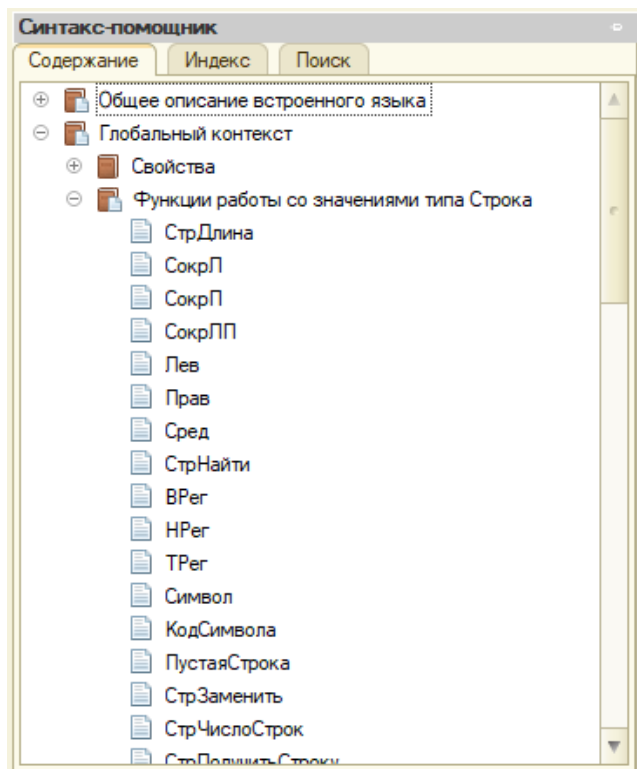 Синтакс-помощник
Содержание Индекс Поиск
Общее описание встроенного языка
Глобальный контекст
Свойства
Функции работы со значениями типа Строка
СтрДлина
СокрЛ
СокрП
СокрЛП
Лев
Прав
Сред
СтрНайти
ВРег
НРег
ТРег
Символ
КодСимвола
ПустаяСтрока
СтрЗаменить
СтрЧислоСтрок
СтрПолучитьСтроку